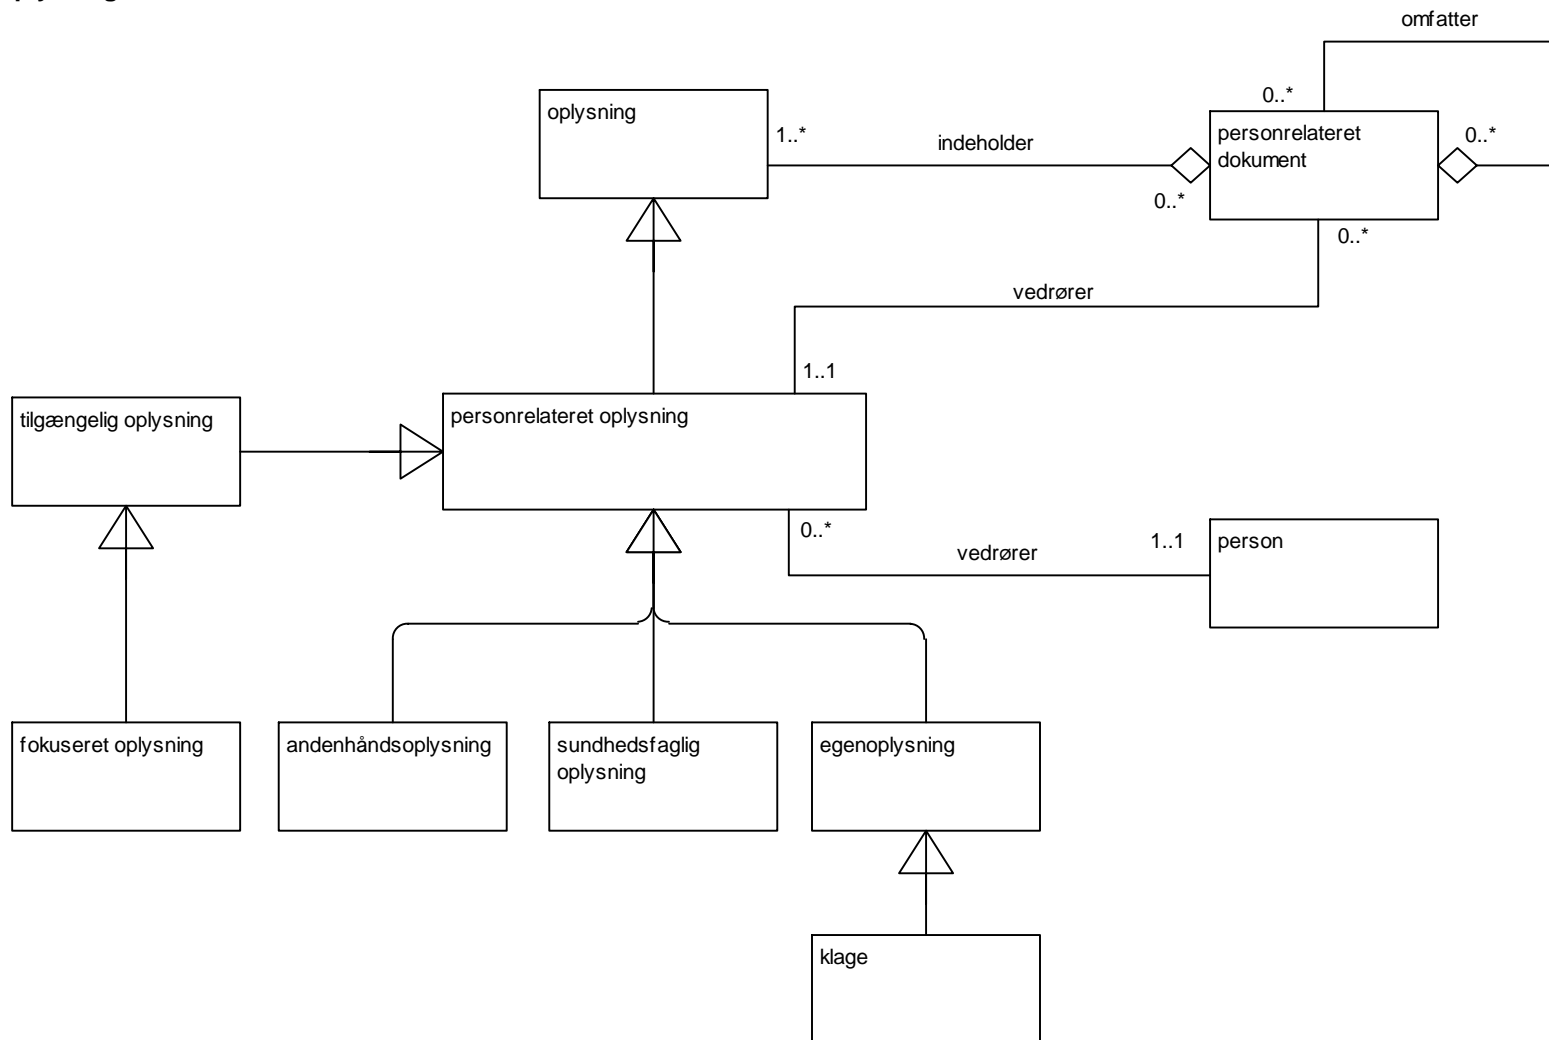 omfatter
0..*
oplysning
1..*
indeholder
personrelateret
dokument
0..*
0..*
0..*
vedrører
1..1
tilgængelig oplysning
personrelateret oplysning
0..*
vedrører
1..1
person
fokuseret oplysning
andenhåndsoplysning
sundhedsfaglig
oplysning
egenoplysning
klage